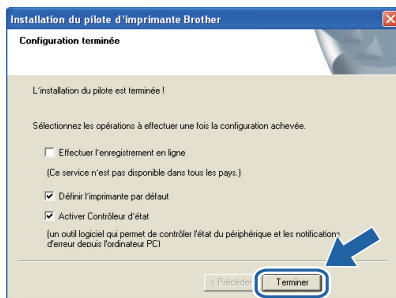 Installation du pilote d'imprimante Brother
Configuration terminée
L'installation du pilote est terminée !
Sélectionnez les opérations à effectuer une fois la configuration achevée.
Effectuer l'enregistrement en ligne
(Ce service n'est pas disponible dans tous les pays.)
Définir l'imprimante par défaut
Activer Contrôleur d'état
(un outil logiciel qui permet de contrôler l'état du périphérique et les notifications
d'erreur depuis l'ordinateur PC)
< Précédent
Terminer